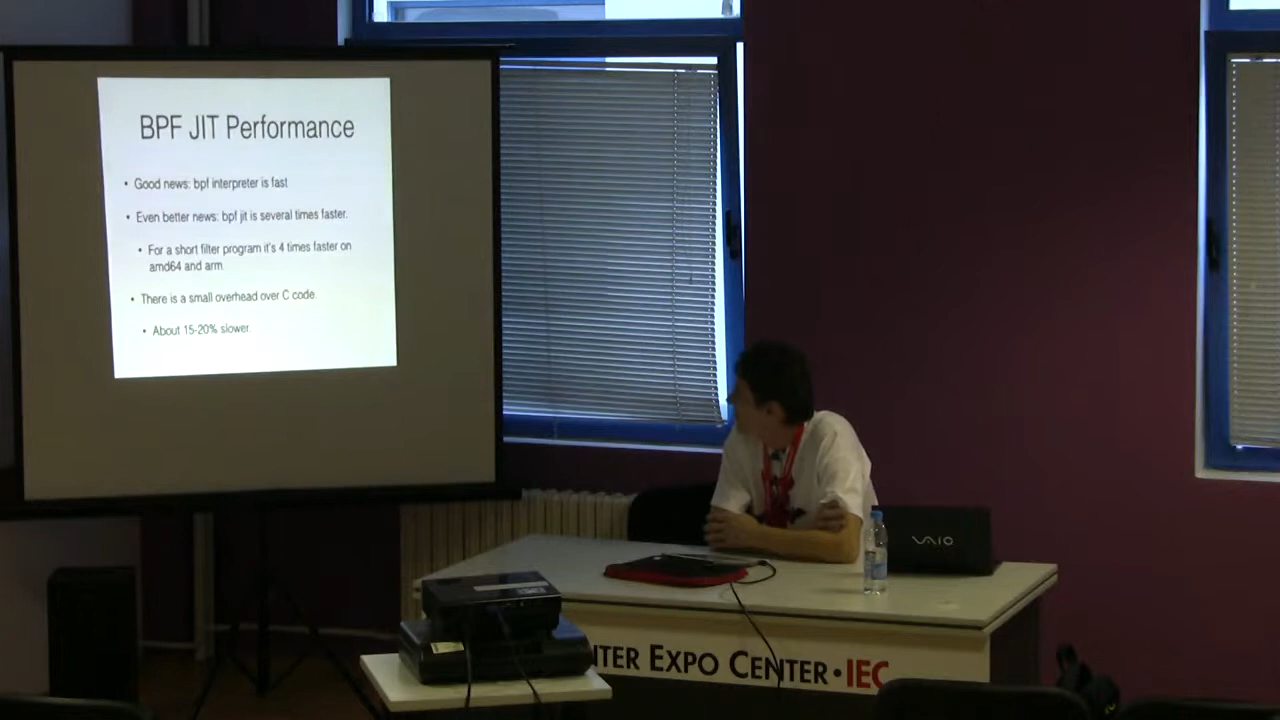 BPF JIT Performance
• Good news: bpf interpreter is fast
• Even better news: bpf jit is several times faster.
• For a short filter program it's 4 times faster on
amd64 and arm.
• There is a small overhead over C code.
• About 15-20% slower.
VAIO
NTER EXPO CENTER • IEC